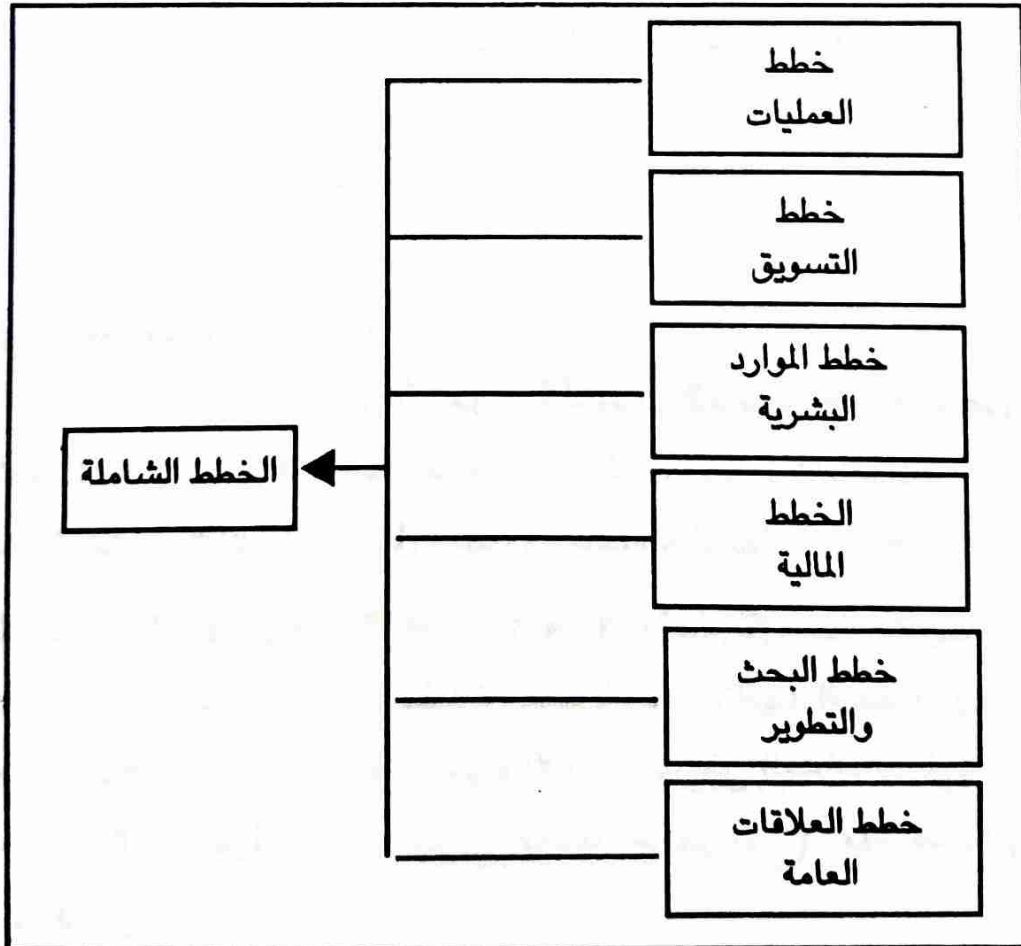 خطط
العمليات
خطط
التسويق
خطط الموارد
البشرية
الخطط
المالية
خطط البحث
والتطوير
خطط العلاقات
العامة
الخطط الشاملة